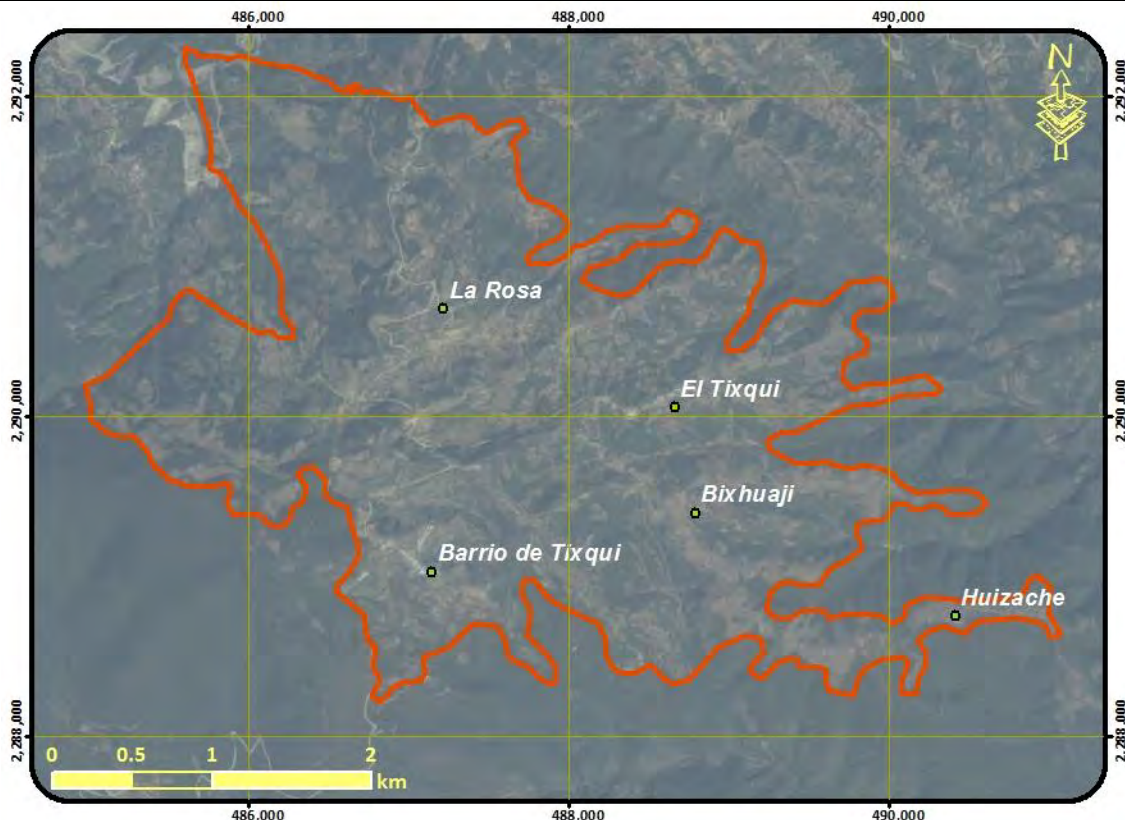 486,000 488,000 490,000
N
2,292,000 2,292,000
La Rosa
El Tixqui
2,290,000 2,290,000
Bixhuaji
Barrio de Tixqui
Huizache
2,288,000 2,288,000
0 0.5 1 2
km
486,000 488,000 490,000